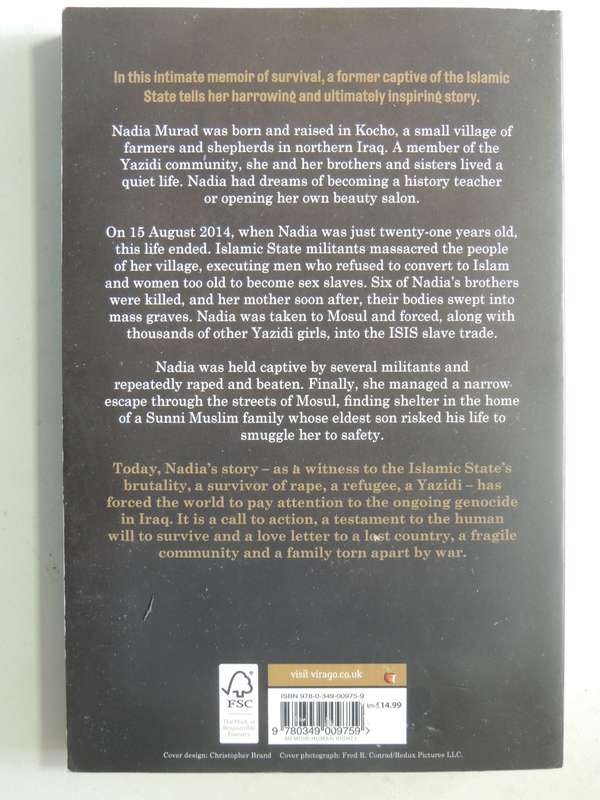 In this intimate memoir of survival, a former captive of the Islamic
State tells her harrowing and ultimately inspiring story.
Nadia Murad was born and raised in Kocho, a small village of
farmers and shepherds in northern Iraq. A member of the
Yazidi community, she and her brothers and sisters lived a
quiet life. Nadia had dreams of becoming a history teacher
or opening her own beauty salon.
On 15 August 2014, when Nadia was just twenty-one years old,
this life ended. Islamic State militants massacred the people
of her village, executing men who refused to convert to Islam
and women too old to become sex slaves. Six of Nadia's brothers
were killed, and her mother soon after, their bodies swept into
mass graves. Nadia was taken to Mosul and forced, along with
thousands of other Yazidi girls, into the ISIS slave trade.
Nadia was held captive by several militants and
repeatedly raped and beaten. Finally, she managed a narrow
escape through the streets of Mosul, finding shelter in the home
of a Sunni Muslim family whose eldest son risked his life to
smuggle her to safety.
Today, Nadia's story – as a witness to the Islamic State's
brutality, a survivor of rape, a refugee, a Yazidi – has
forced the world to pay attention to the ongoing genocide
in Iraq. It is a call to action, a testament to the human
will to survive and a love letter to a lost country, a fragile
community and a family torn apart by war.
visit virago.co.uk
FSC
The Mark of
Responsible
Forestry
ISBN 978-0-349-00975-9
£14.99
9 780349 009759 >
MEMOIR/HUMAN RIGHTS
Cover design: Christopher Brand Cover photograph: Fred R. Conrad/Redux Pictures LLC.